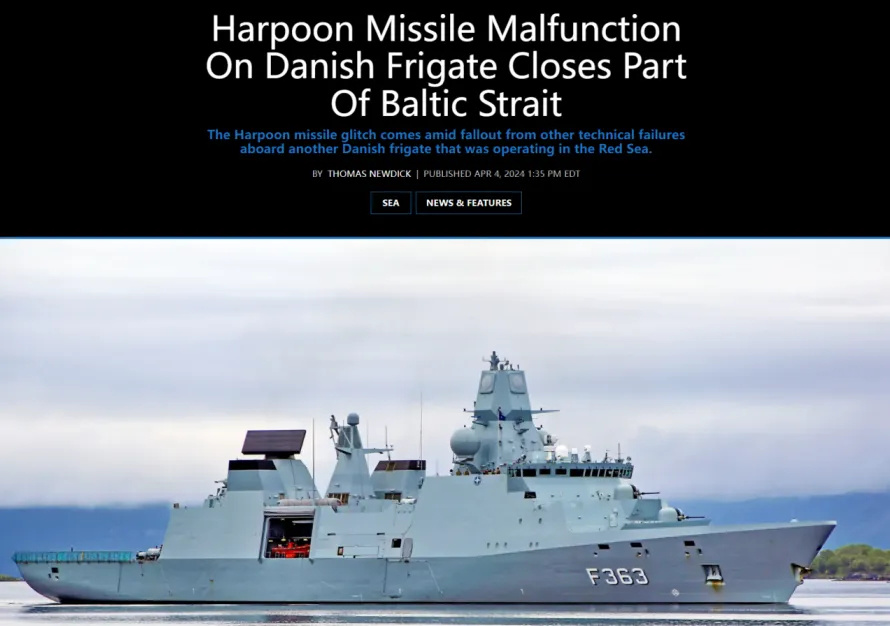 Harpoon Missile Malfunction
On Danish Frigate Closes Part
Of Baltic Strait
The Harpoon missile glitch comes amid fallout from other technical failures
aboard another Danish frigate that was operating in the Red Sea.
BY THOMAS NEWDICK | PUBLISHED APR 4, 2024 1:35 PM EDT
SEA NEWS & FEATURES
F363